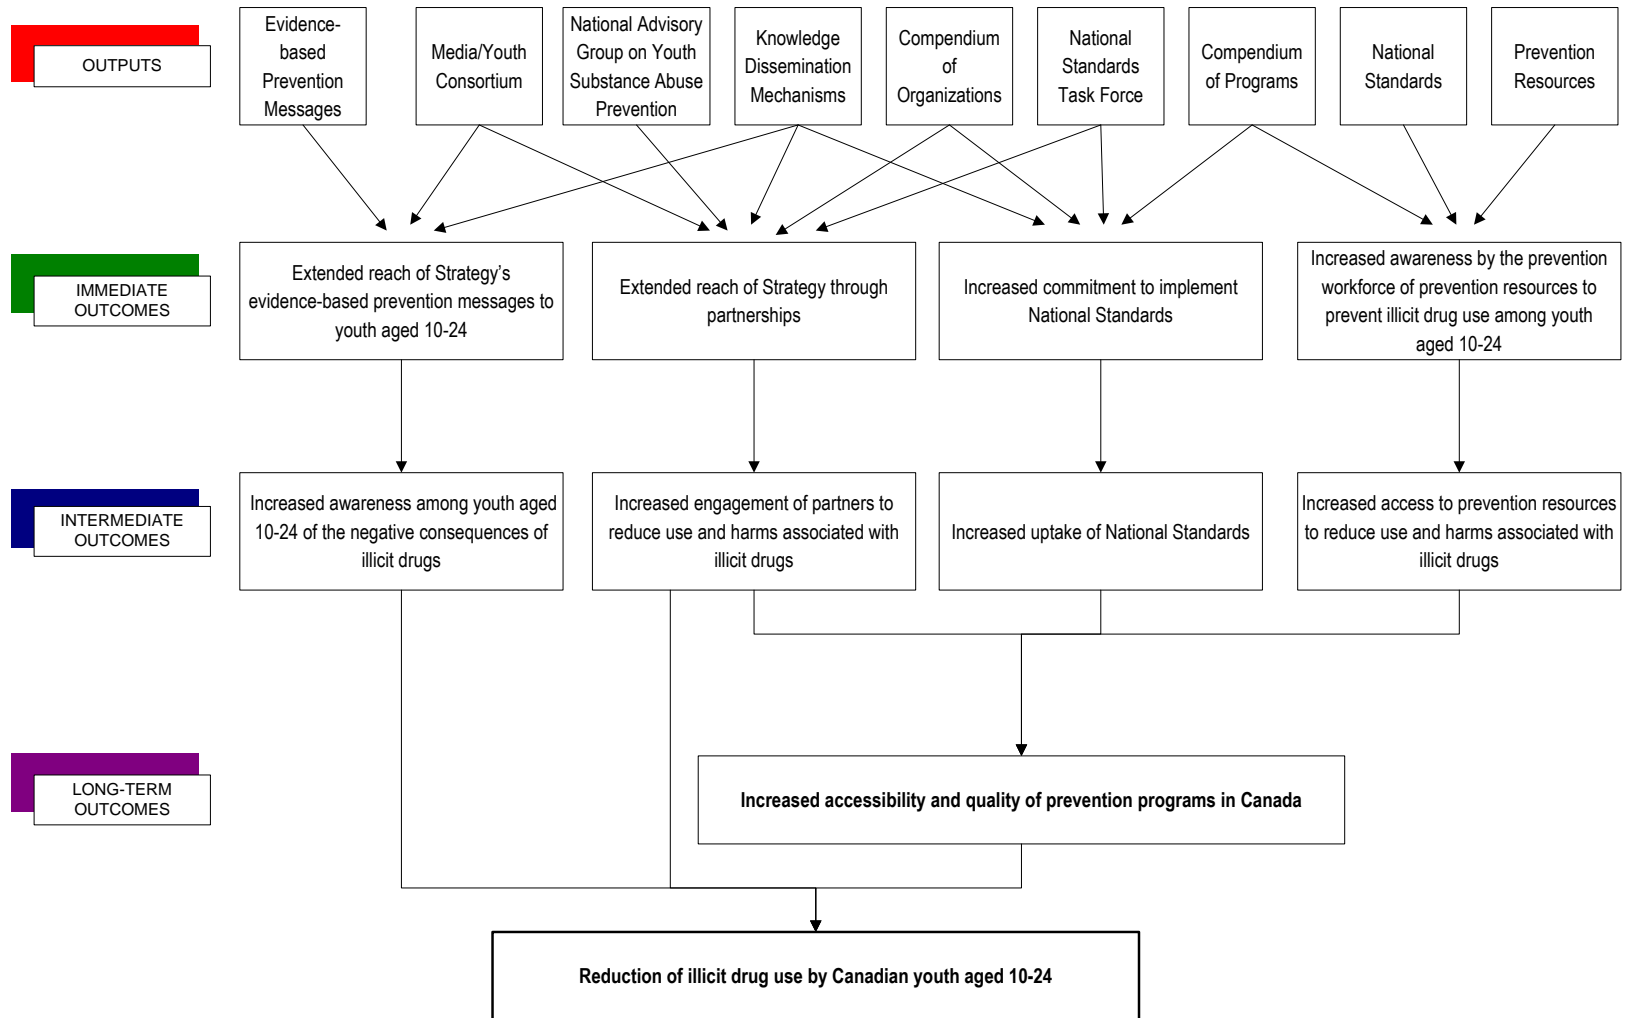 OUTPUTS
Evidence-
based
Prevention
Messages
Media/Youth
Consortium
National Advisory
Group on Youth
Substance Abuse
Prevention
Knowledge
Dissemination
Mechanisms
Compendium
of
Organizations
National
Standards
Task Force
Compendium
of Programs
National
Standards
Prevention
Resources
IMMEDIATE
OUTCOMES
Extended reach of Strategy's
evidence-based prevention messages to
youth aged 10-24
Extended reach of Strategy through
partnerships
Increased commitment to implement
National Standards
Increased awareness by the prevention
workforce of prevention resources to
prevent illicit drug use among youth
aged 10-24
INTERMEDIATE
OUTCOMES
Increased awareness among youth aged
10-24 of the negative consequences of
illicit drugs
Increased engagement of partners to
reduce use and harms associated with
illicit drugs
Increased uptake of National Standards
Increased access to prevention resources
to reduce use and harms associated with
illicit drugs
LONG-TERM
OUTCOMES
Increased accessibility and quality of prevention programs in Canada
Reduction of illicit drug use by Canadian youth aged 10-24